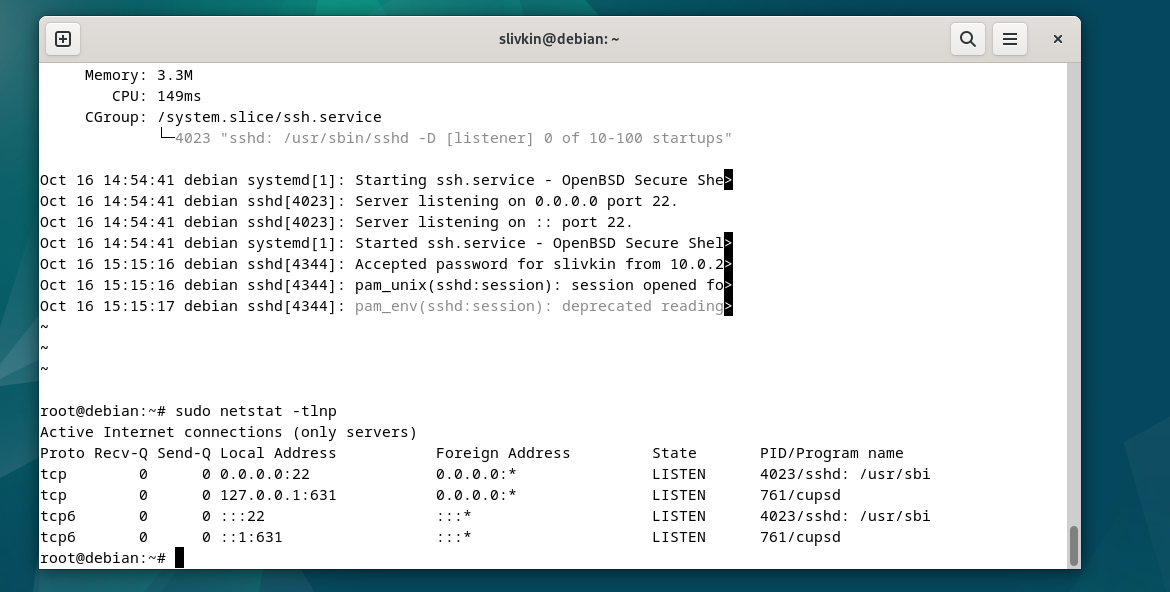 slivkin@debian: ~
Memory: 3.3M
CPU: 149ms
CGroup: /system.slice/ssh.service
└─4023 "sshd: /usr/sbin/sshd -D [listener] 0 of 10-100 startups"
Oct 16 14:54:41 debian systemd[1]: Starting ssh.service - OpenBSD Secure She>
Oct 16 14:54:41 debian sshd[4023]: Server listening on 0.0.0.0 port 22.
Oct 16 14:54:41 debian sshd[4023]: Server listening on :: port 22.
Oct 16 14:54:41 debian systemd[1]: Started ssh.service - OpenBSD Secure Shel>
Oct 16 15:15:16 debian sshd[4344]: Accepted password for slivkin from 10.0.2>
Oct 16 15:15:16 debian sshd[4344]: pam_unix(sshd:session): session opened fo>
Oct 16 15:15:17 debian sshd[4344]: pam_env(sshd:session): deprecated reading>
~
~
~
root@debian:~# sudo netstat -tlnp
Active Internet connections (only servers)
Proto Recv-Q Send-Q Local Address           Foreign Address         State       PID/Program name
tcp        0      0 0.0.0.0:22              0.0.0.0:*               LISTEN      4023/sshd: /usr/sbi
tcp        0      0 127.0.0.1:631           0.0.0.0:*               LISTEN      761/cupsd
tcp6       0      0 :::22                   :::*                    LISTEN      4023/sshd: /usr/sbi
tcp6       0      0 ::1:631                 :::*                    LISTEN      761/cupsd
root@debian:~#